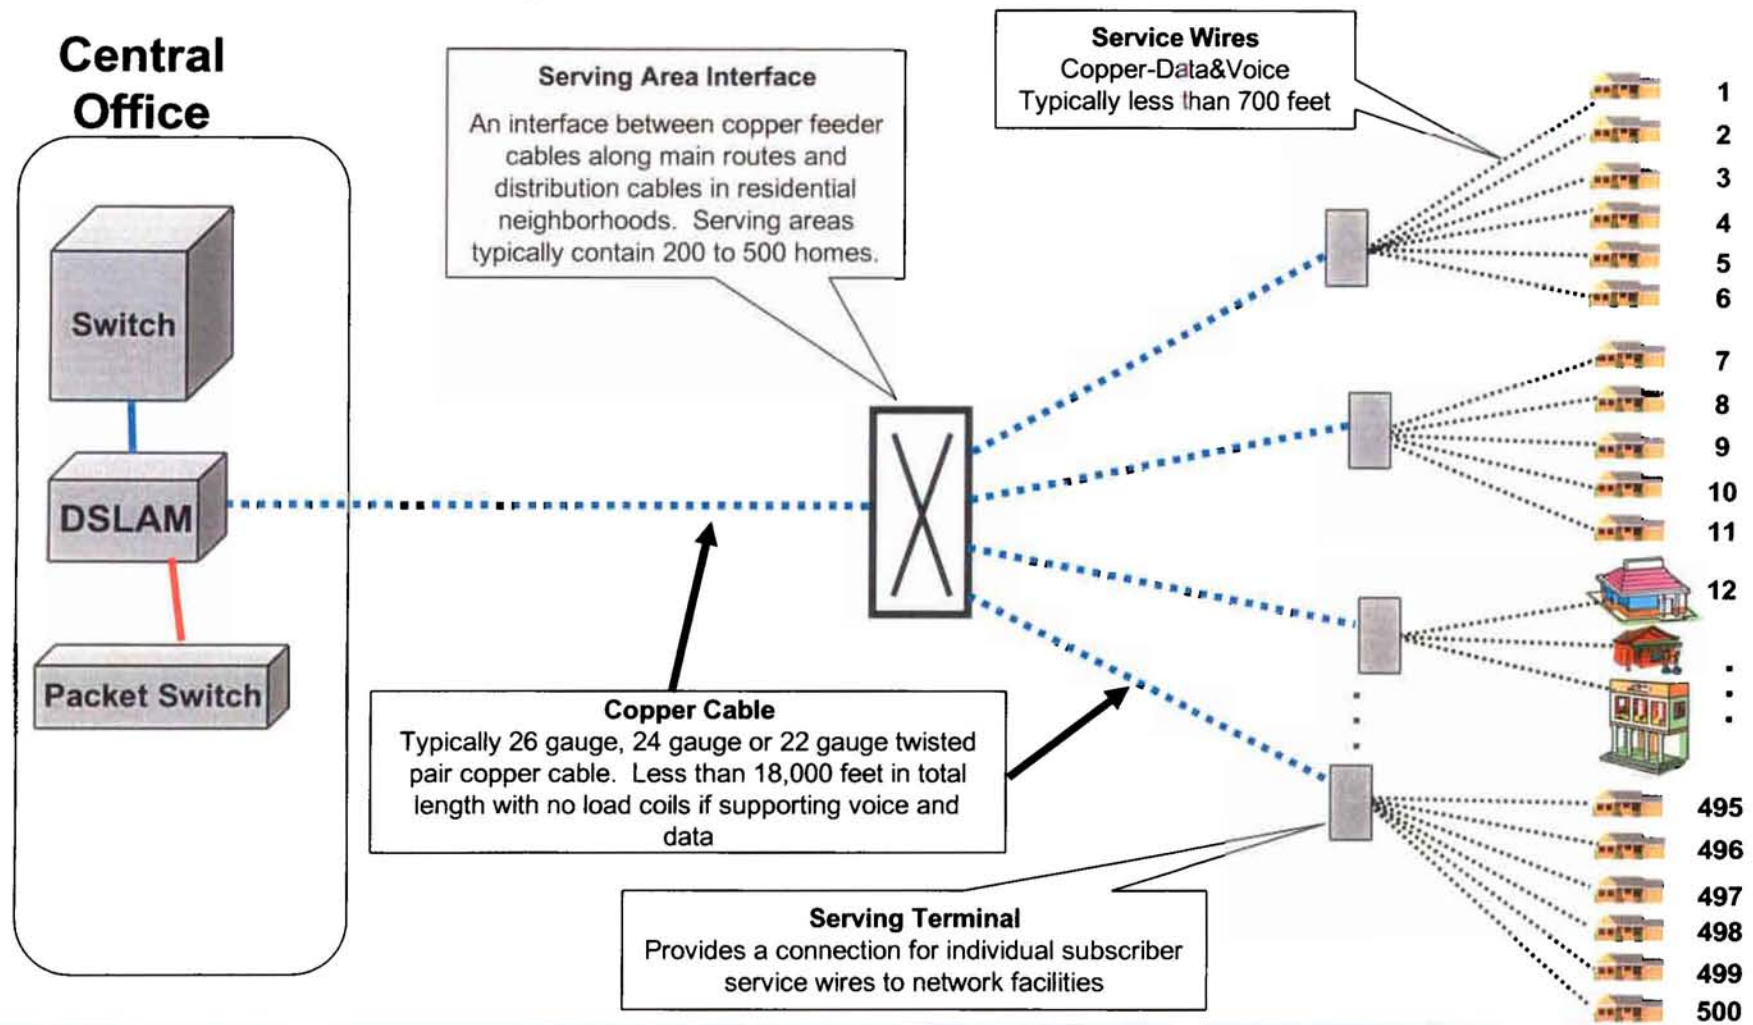 Central
Office
Switch
DSLAM
Packet Switch
Serving Area Interface
An interface between copper feeder
cables along main routes and
distribution cables in residential
neighborhoods.  Serving areas
typically contain 200 to 500 homes.
Service Wires
Copper-Data&Voice
Typically less than 700 feet
Copper Cable
Typically 26 gauge, 24 gauge or 22 gauge twisted
pair copper cable.  Less than 18,000 feet in total
length with no load coils if supporting voice and
data
Serving Terminal
Provides a connection for individual subscriber
service wires to network facilities
1
2
3
4
5
6
7
8
9
10
11
12
495
496
497
498
499
500